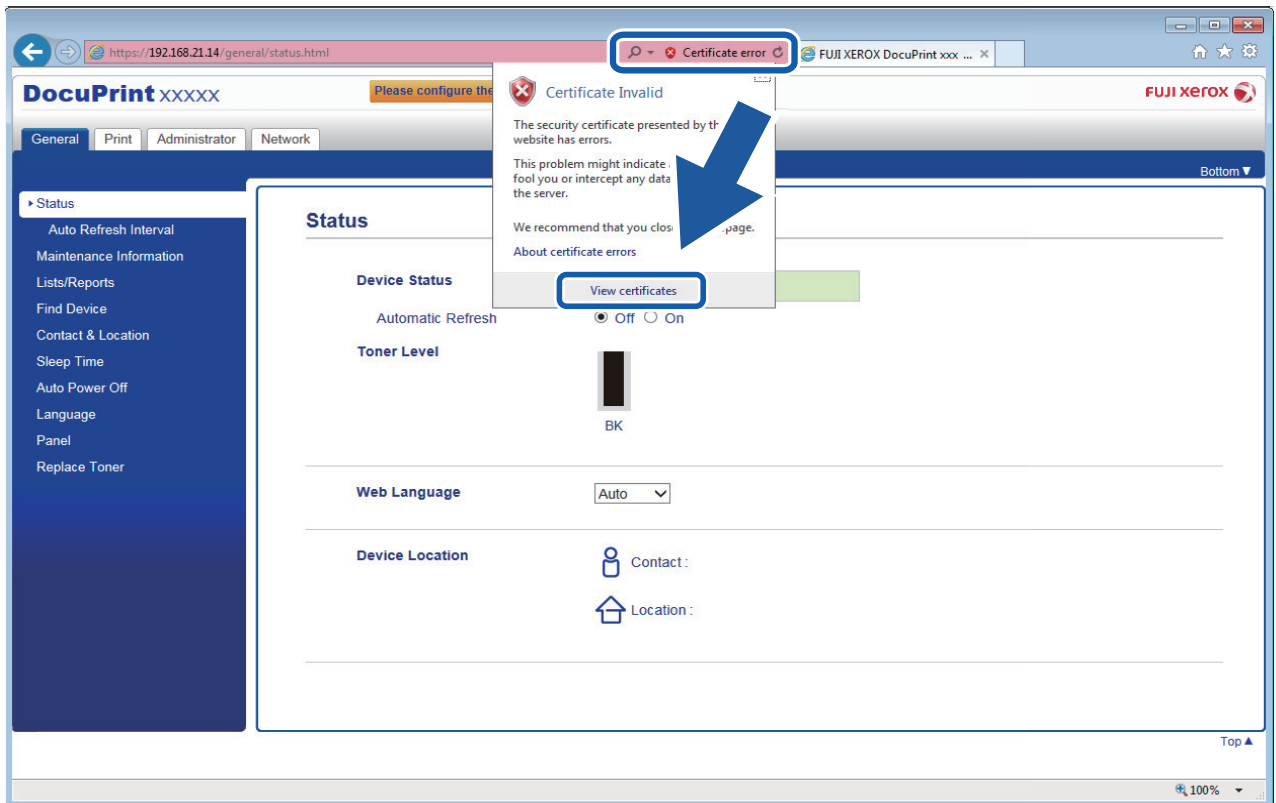 https://192.168.21.14/general/status.html
Certificate error
FUJI XEROX DocuPrint xxx ...
DocuPrint xxxxx
Please configure the
FUJI xerox
General Print Administrator Network
Bottom▼
Certificate Invalid
The security certificate presented by
website has errors.
This problem might indicate
fool you or intercept any data
the server.
We recommend that you page.
About certificate errors
View certificates
Status
Auto Refresh Interval
Maintenance Information
Lists/Reports
Find Device
Contact & Location
Sleep Time
Auto Power Off
Language
Panel
Replace Toner
Status
Device Status
Automatic Refresh Off On
Toner Level
BK
Web Language Auto
Device Location Contact :
Location :
Top▲
100%